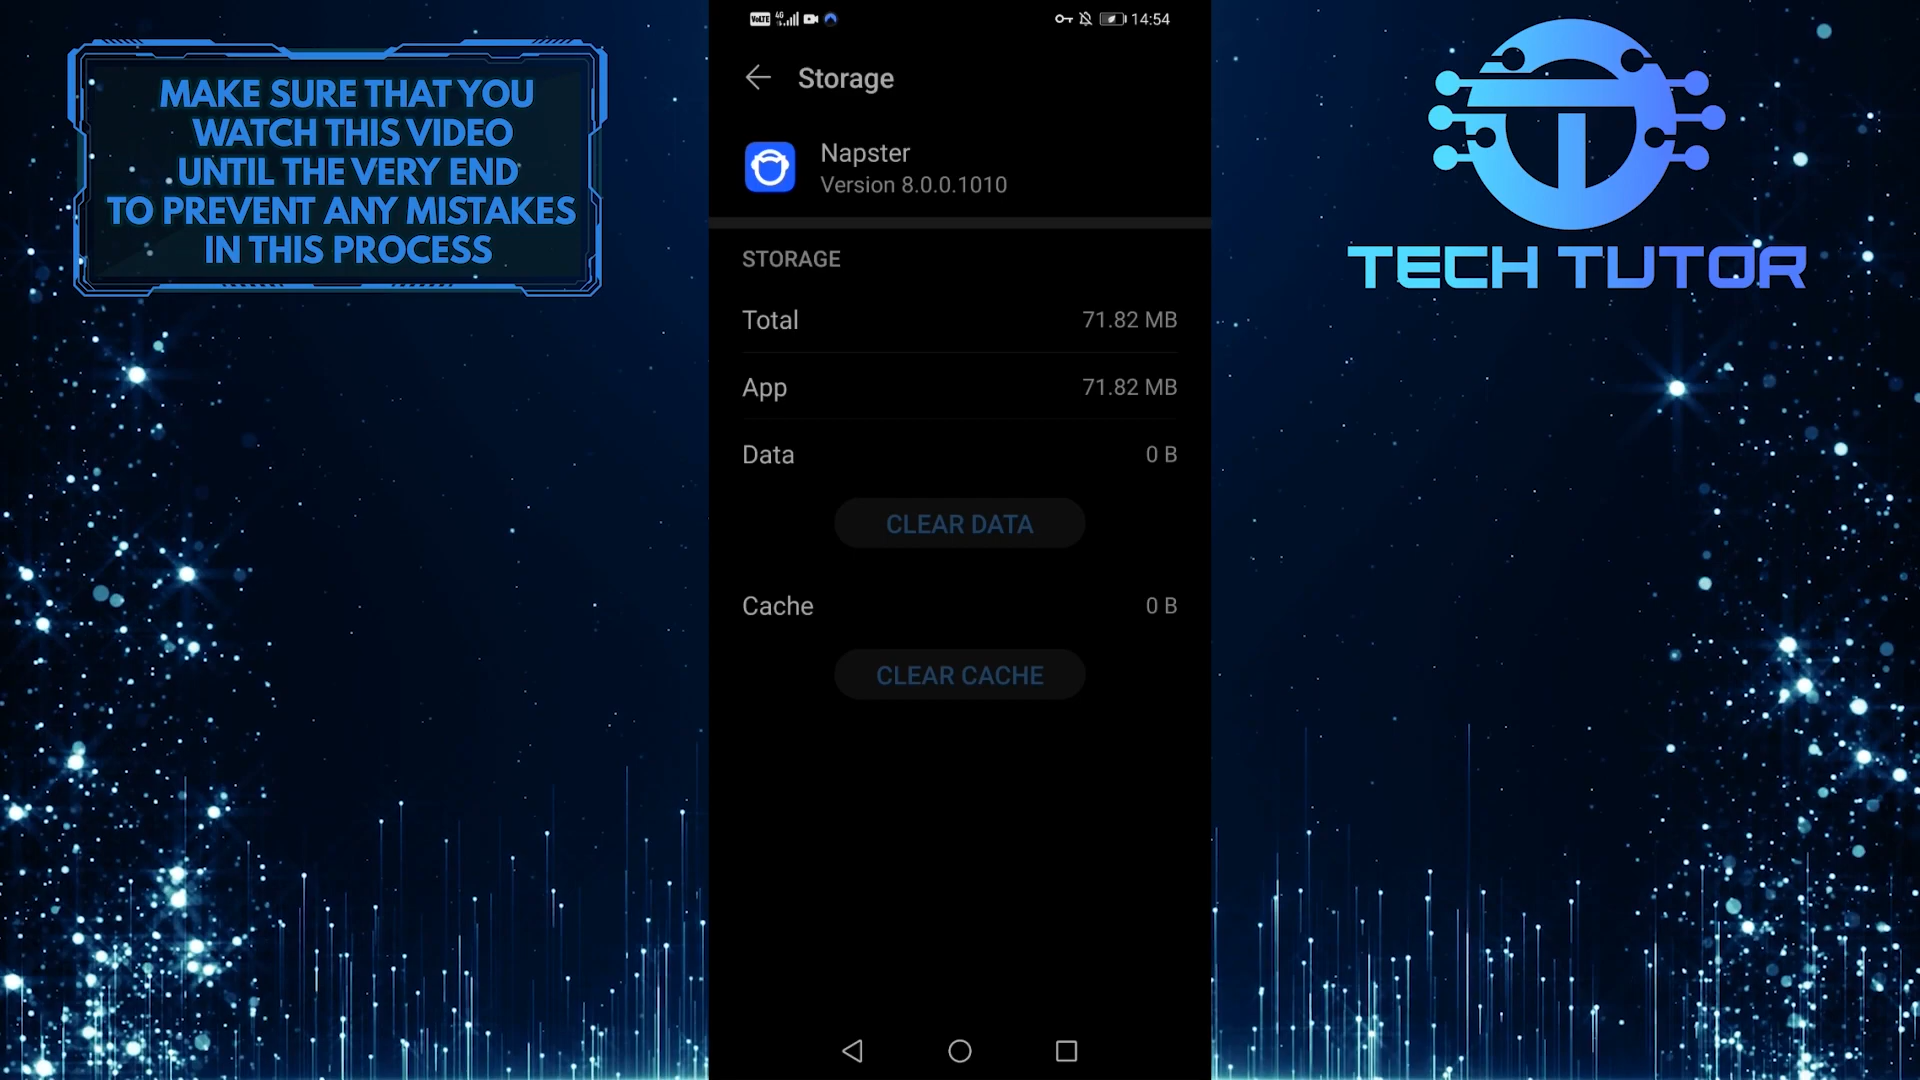 MAKE SURE THAT YOU
WATCH THIS VIDEO
UNTIL THE VERY END
TO PREVENT ANY MISTAKES
IN THIS PROCESS
VoLTE 4G 14:54
Storage
Napster
Version 8.0.0.1010
STORAGE
Total 71.82 MB
App 71.82 MB
Data 0 B
CLEAR DATA
Cache 0 B
CLEAR CACHE
TECH TUTOR